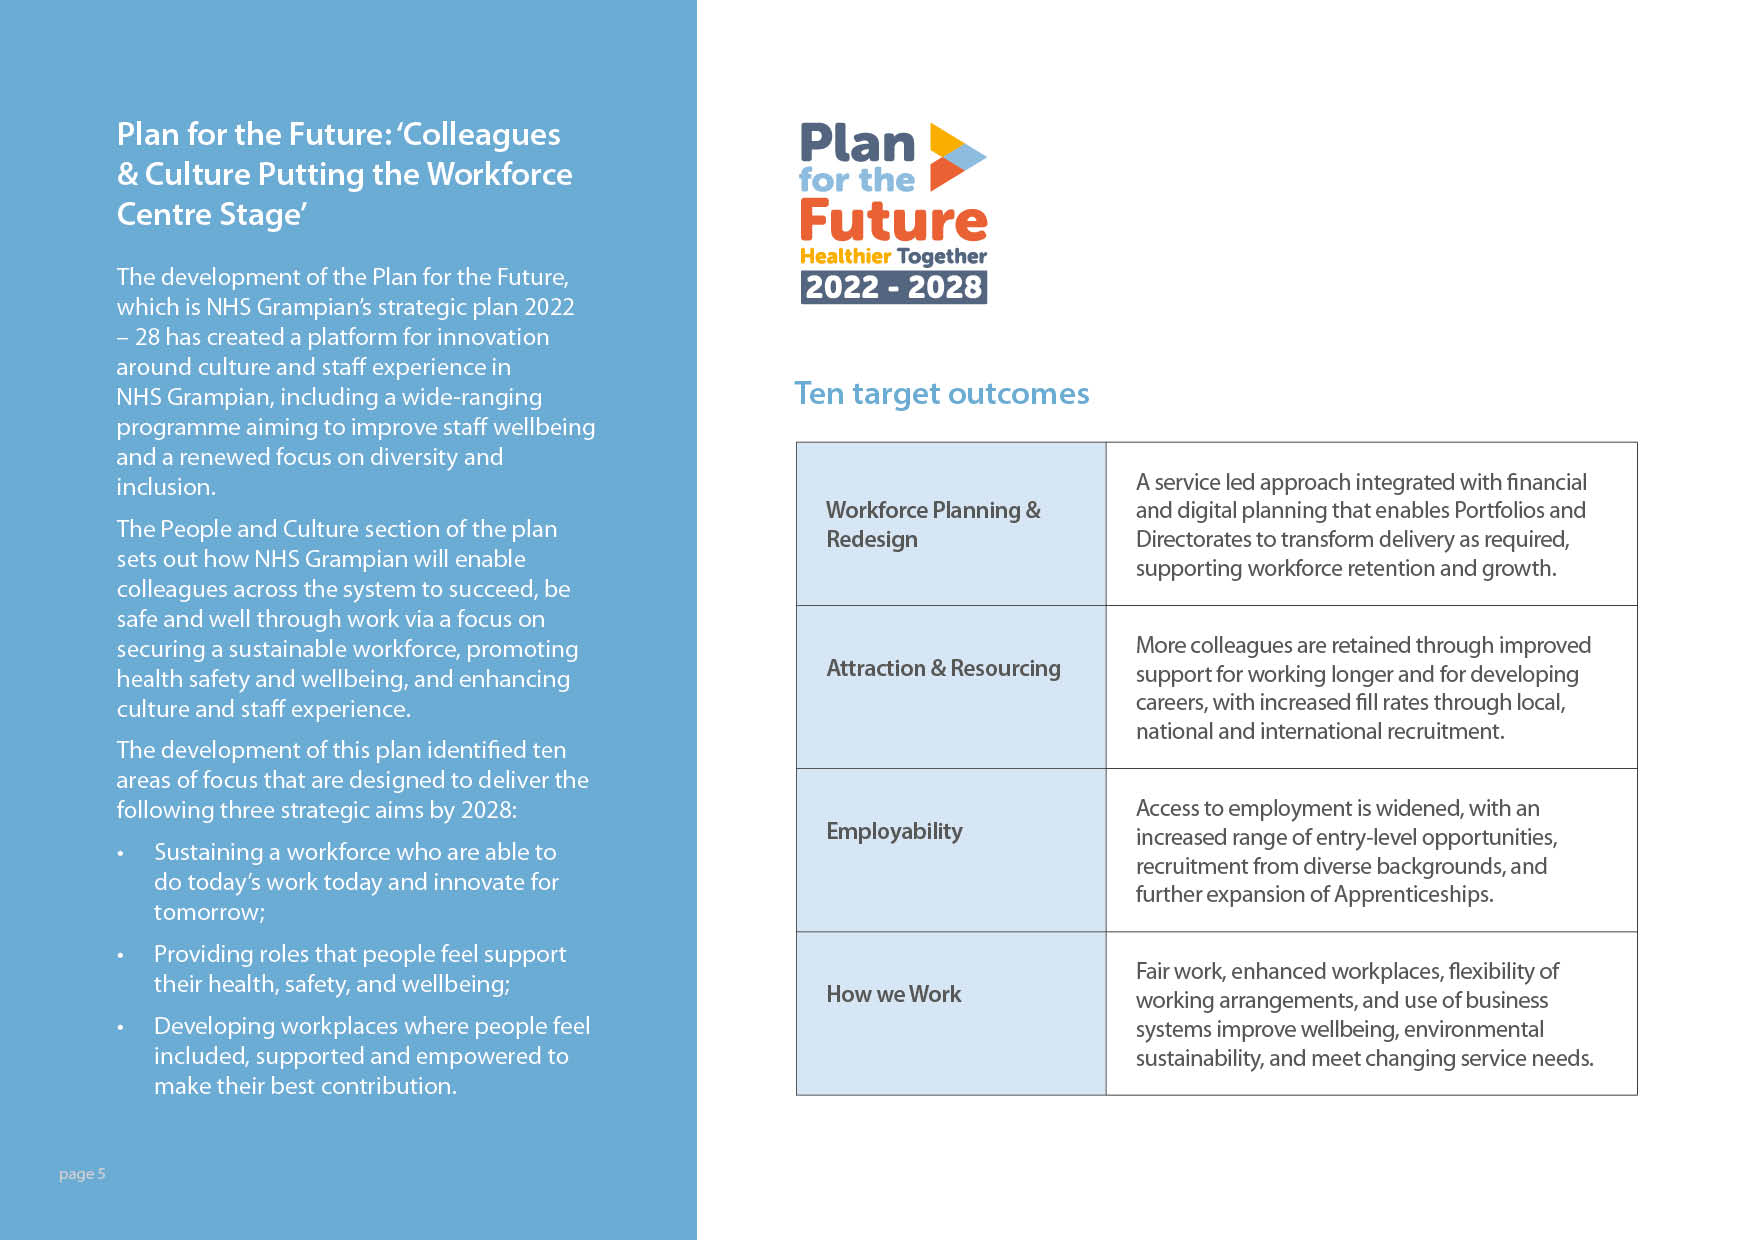 Plan for the Future: ‘Colleagues
& Culture Putting the Workforce
Centre Stage’
The development of the Plan for the Future,
which is NHS Grampian’s strategic plan 2022
– 28 has created a platform for innovation
around culture and staff experience in
NHS Grampian, including a wide-ranging
programme aiming to improve staff wellbeing
and a renewed focus on diversity and
inclusion.
The People and Culture section of the plan
sets out how NHS Grampian will enable
colleagues across the system to succeed, be
safe and well through work via a focus on
securing a sustainable workforce, promoting
health safety and wellbeing, and enhancing
culture and staff experience.
The development of this plan identified ten
areas of focus that are designed to deliver the
following three strategic aims by 2028:
• Sustaining a workforce who are able to
do today’s work today and innovate for
tomorrow;
• Providing roles that people feel support
their health, safety, and wellbeing;
• Developing workplaces where people feel
included, supported and empowered to
make their best contribution.
page 5
Plan
for the
Future
Healthier Together
2022 - 2028
Ten target outcomes
Workforce Planning &
Redesign
A service led approach integrated with financial
and digital planning that enables Portfolios and
Directorates to transform delivery as required,
supporting workforce retention and growth.
Attraction & Resourcing
More colleagues are retained through improved
support for working longer and for developing
careers, with increased fill rates through local,
national and international recruitment.
Employability
Access to employment is widened, with an
increased range of entry-level opportunities,
recruitment from diverse backgrounds, and
further expansion of Apprenticeships.
How we Work
Fair work, enhanced workplaces, flexibility of
working arrangements, and use of business
systems improve wellbeing, environmental
sustainability, and meet changing service needs.